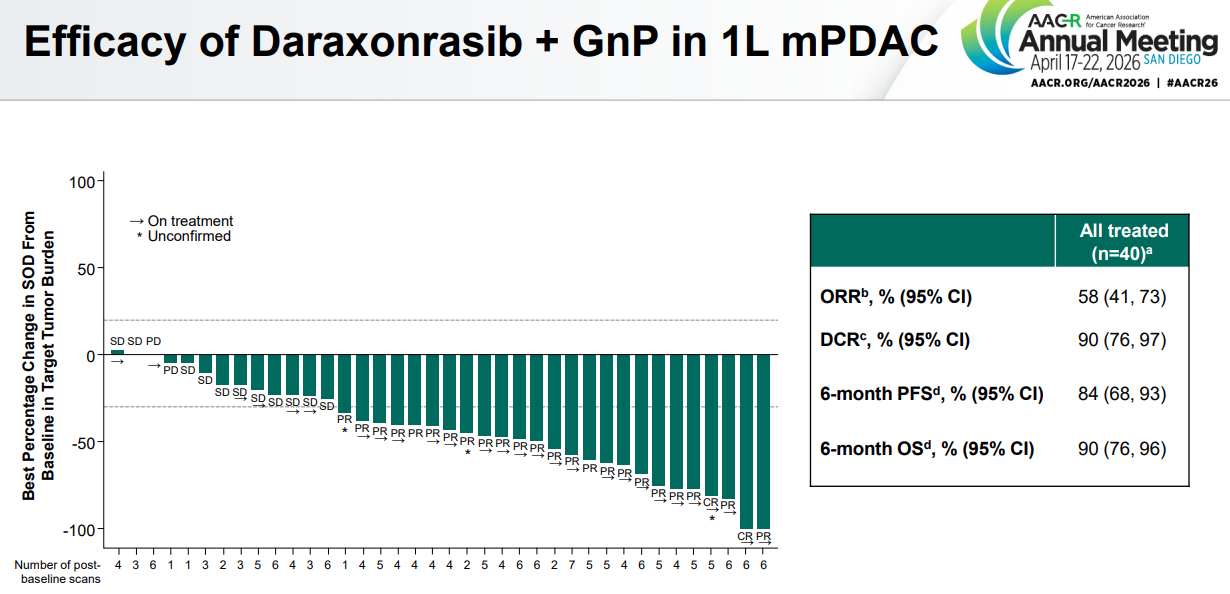 Efficacy of Daraxonrasib + GnP in 1L mPDAC
AACR American Association for Cancer Research
Annual Meeting
April 17-22, 2026 SAN DIEGO
AACR.ORG/AACR2026 | #AACR26
Best Percentage Change in SOD From
Baseline in Target Tumor Burden
100
50
0
-50
-100
→ On treatment
* Unconfirmed
SD SD PD
→ →
PD SD
SD
SD SD SD SD SD SD SD
→ → → →
PR PR PR PR PR PR PR PR PR PR PR PR PR PR PR PR PR PR PR PR PR CR PR
CR PR
Number of post-
baseline scans
4 3 6 1 1 3 2 3 5 6 4 3 6 1 4 5 4 4 4 4 2 5 4 6 6 2 7 5 5 4 6 5 4 5 5 6 6 6
All treated
(n=40)ᵃ
ORRᵇ, % (95% CI) 58 (41, 73)
DCRᶜ, % (95% CI) 90 (76, 97)
6-month PFSᵈ, % (95% CI) 84 (68, 93)
6-month OSᵈ, % (95% CI) 90 (76, 96)